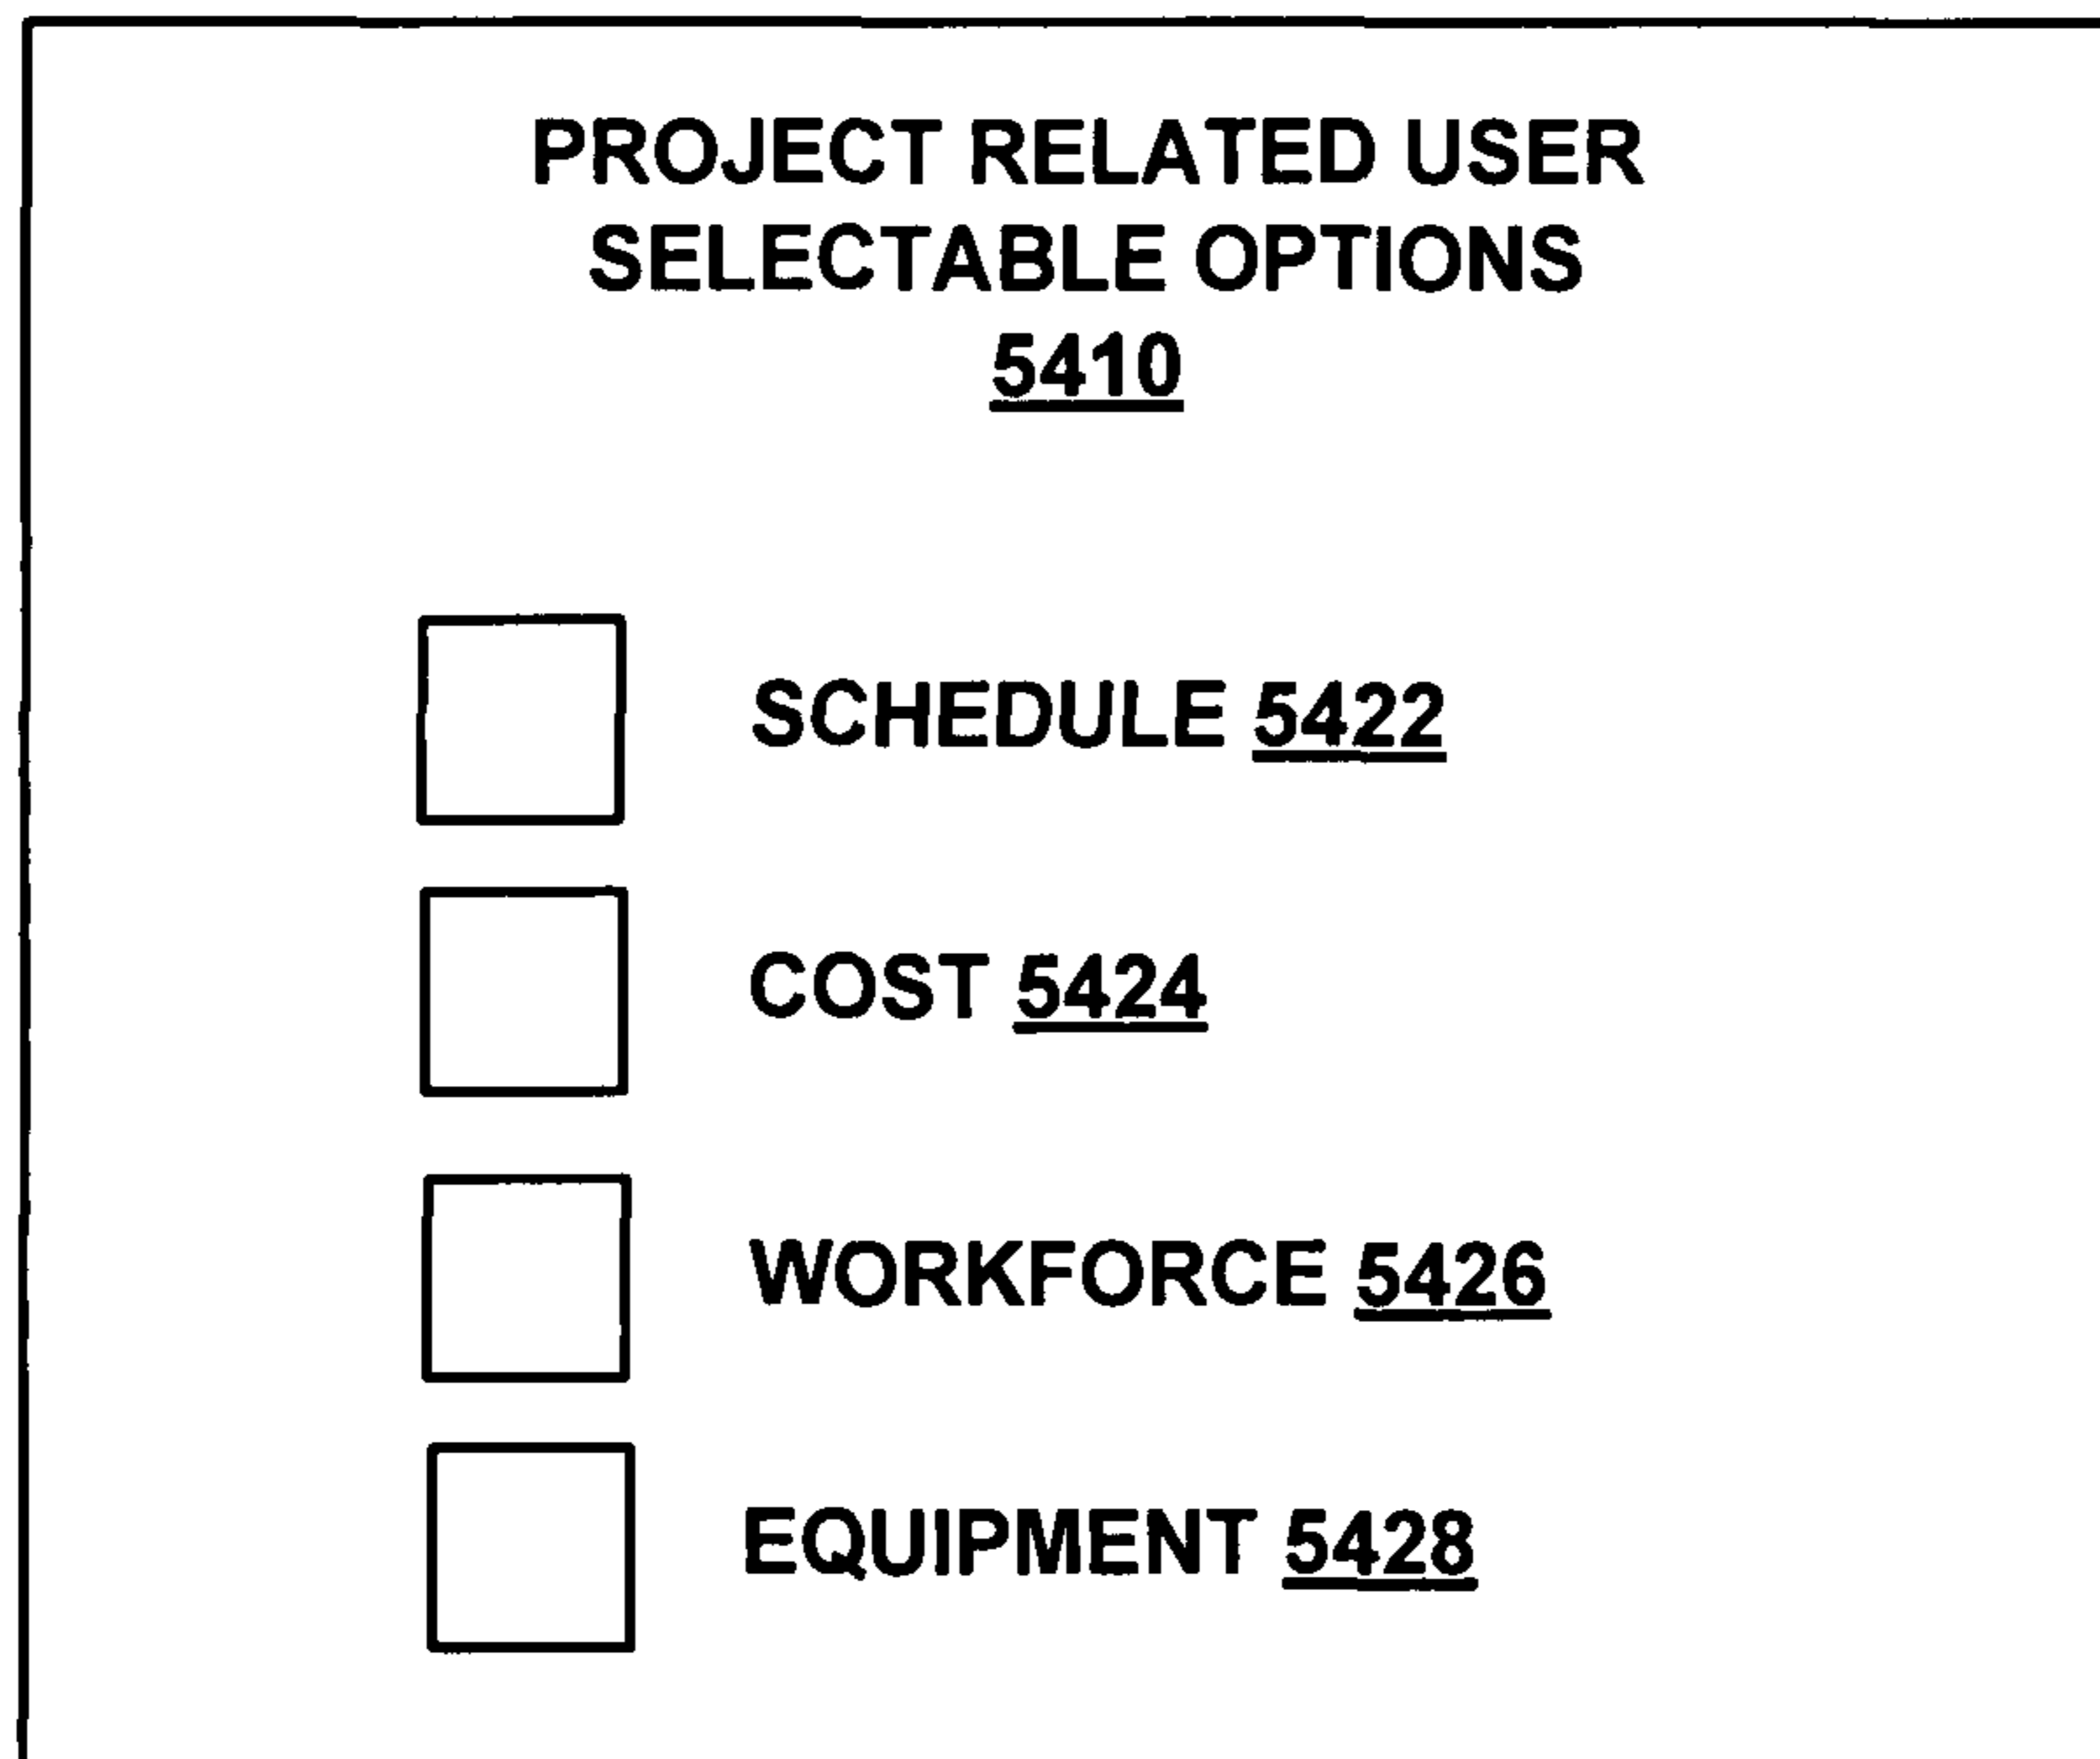 PROJECT RELATED USER
SELECTABLE OPTIONS
5410
SCHEDULE 5422
COST 5424
WORKFORCE 5426
EQUIPMENT 5428